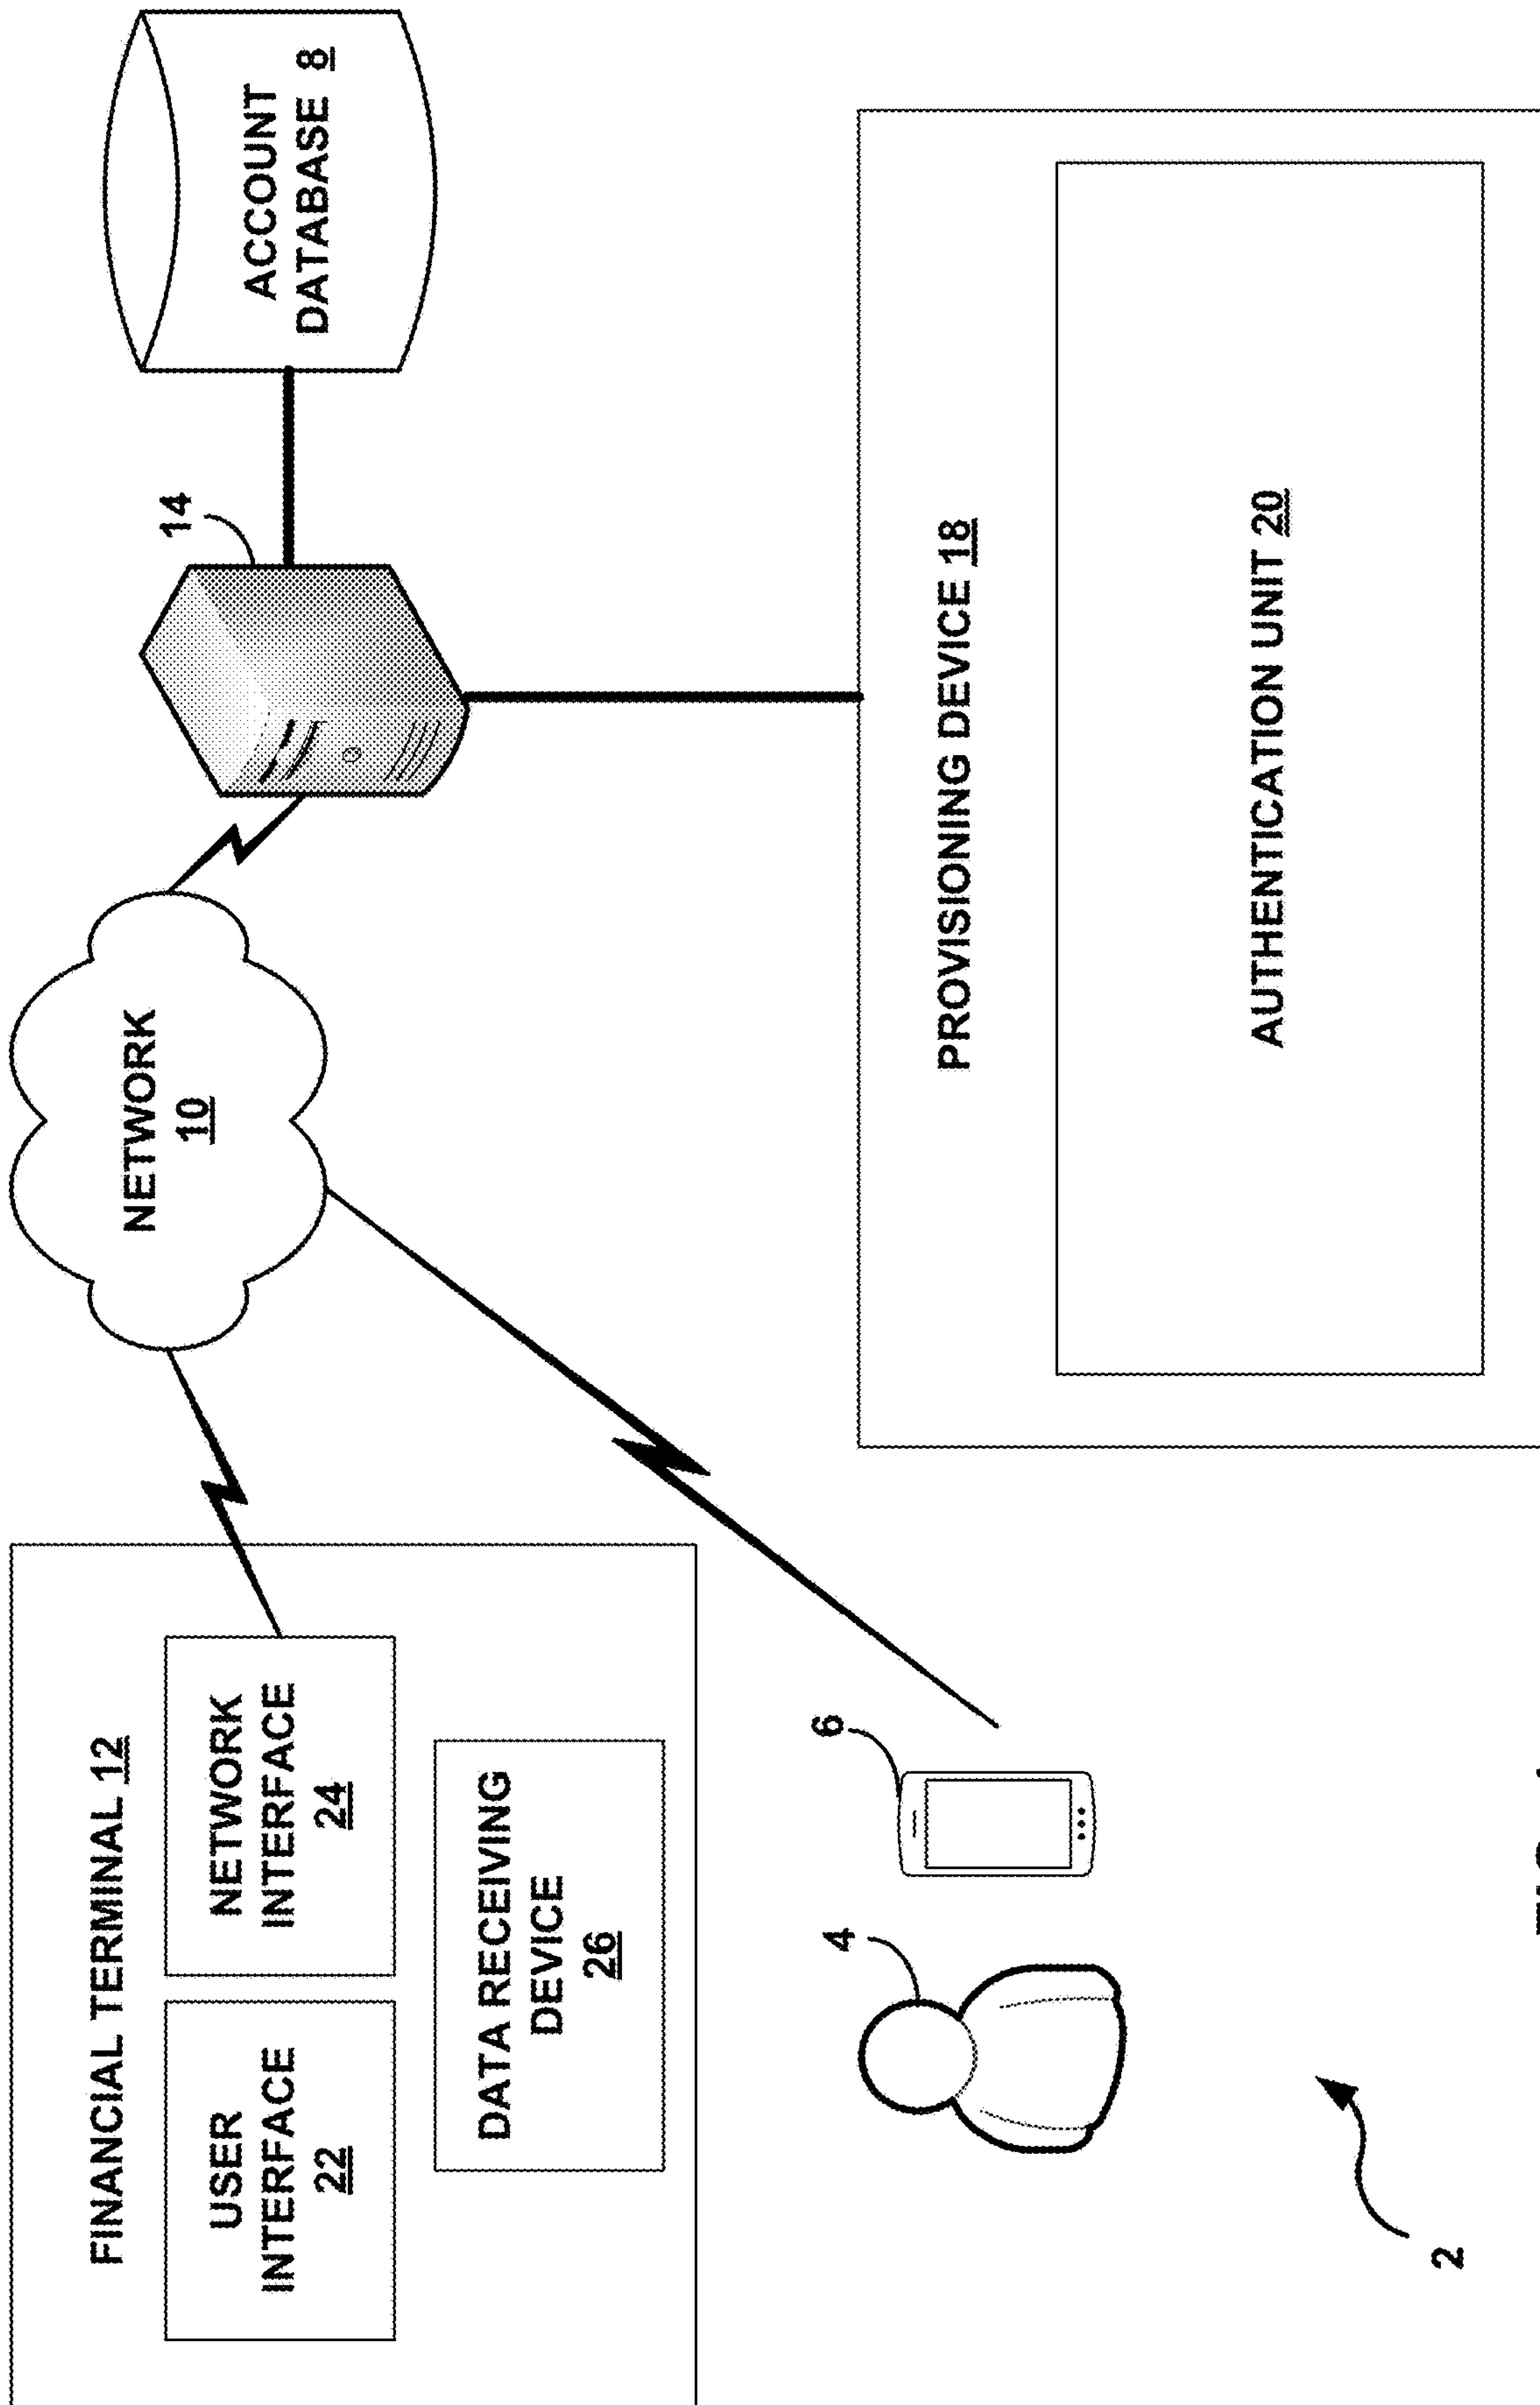 FINANCIAL TERMINAL 12
USER
INTERFACE
22
NETWORK
INTERFACE
24
DATA RECEIVING
DEVICE
26
NETWORK
10
14
ACCOUNT
DATABASE 8
4
6
PROVISIONING DEVICE 18
AUTHENTICATION UNIT 20
2